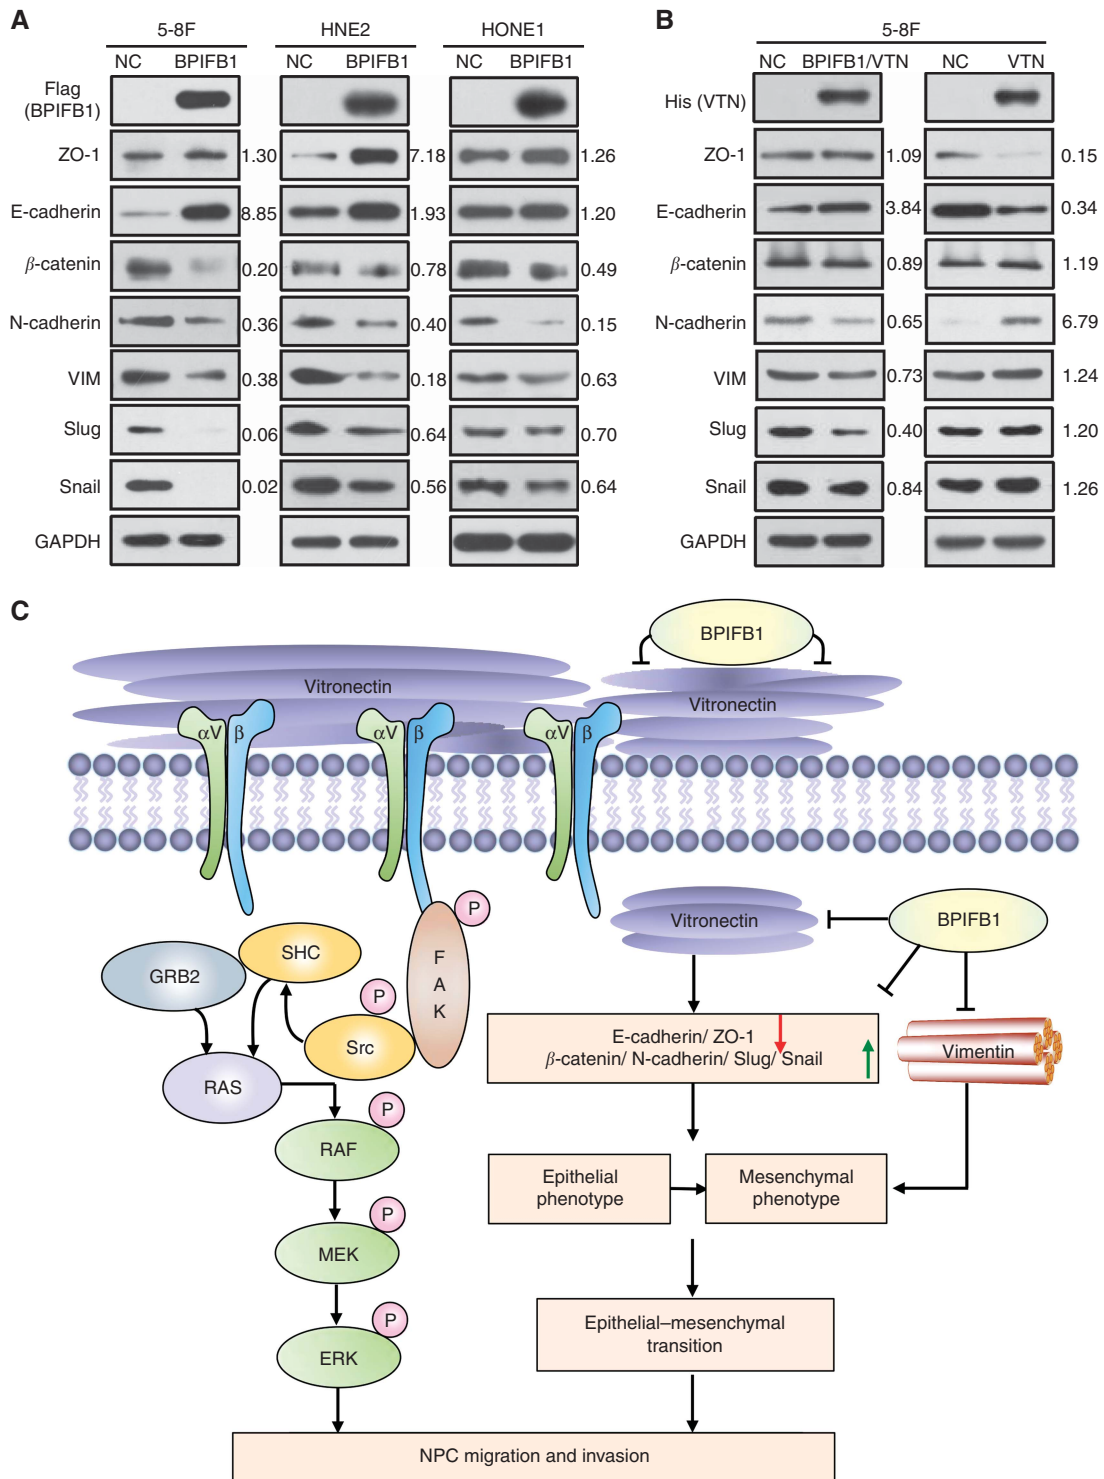 A
5-8F HNE2 HONE1
NC BPIFB1 NC BPIFB1 NC BPIFB1
Flag
(BPIFB1)
ZO-1 1.30 7.18 1.26
E-cadherin 8.85 1.93 1.20
β-catenin 0.20 0.78 0.49
N-cadherin 0.36 0.40 0.15
VIM 0.38 0.18 0.63
Slug 0.06 0.64 0.70
Snail 0.02 0.56 0.64
GAPDH
B
5-8F
NC BPIFB1/VTN NC VTN
His (VTN)
ZO-1 1.09 0.15
E-cadherin 3.84 0.34
β-catenin 0.89 1.19
N-cadherin 0.65 6.79
VIM 0.73 1.24
Slug 0.40 1.20
Snail 0.84 1.26
GAPDH
C
BPIFB1
Vitronectin
Vitronectin
αV β
αV β
αV β
P
F
A
K
SHC
GRB2
P
Src
RAS
P
RAF
P
MEK
P
ERK
Vitronectin
BPIFB1
E-cadherin/ ZO-1
β-catenin/ N-cadherin/ Slug/ Snail
Vimentin
Epithelial
phenotype
Mesenchymal
phenotype
Epithelial–mesenchymal
transition
NPC migration and invasion